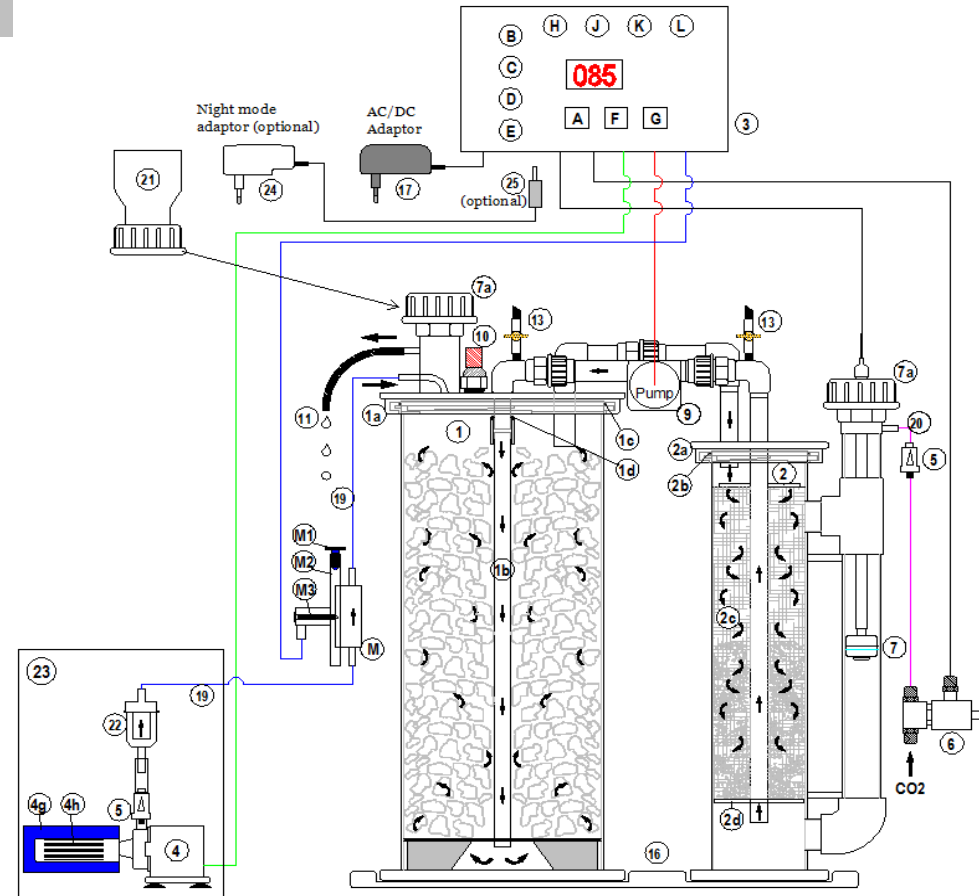 H J K L
B
C
085
D
A F G
E
3
Night mode
adaptor (optional)
AC/DC
Adaptor
21
24
17
25
(optional)
7a
13
13
10
Pump
7a
11
1a
1
1c
9
20
2a
5
1d
2b
2
19
M1
M2
1b
M3
2c
M
7
23
19
22
6
CO2
4g
4h
5
4
2d
16